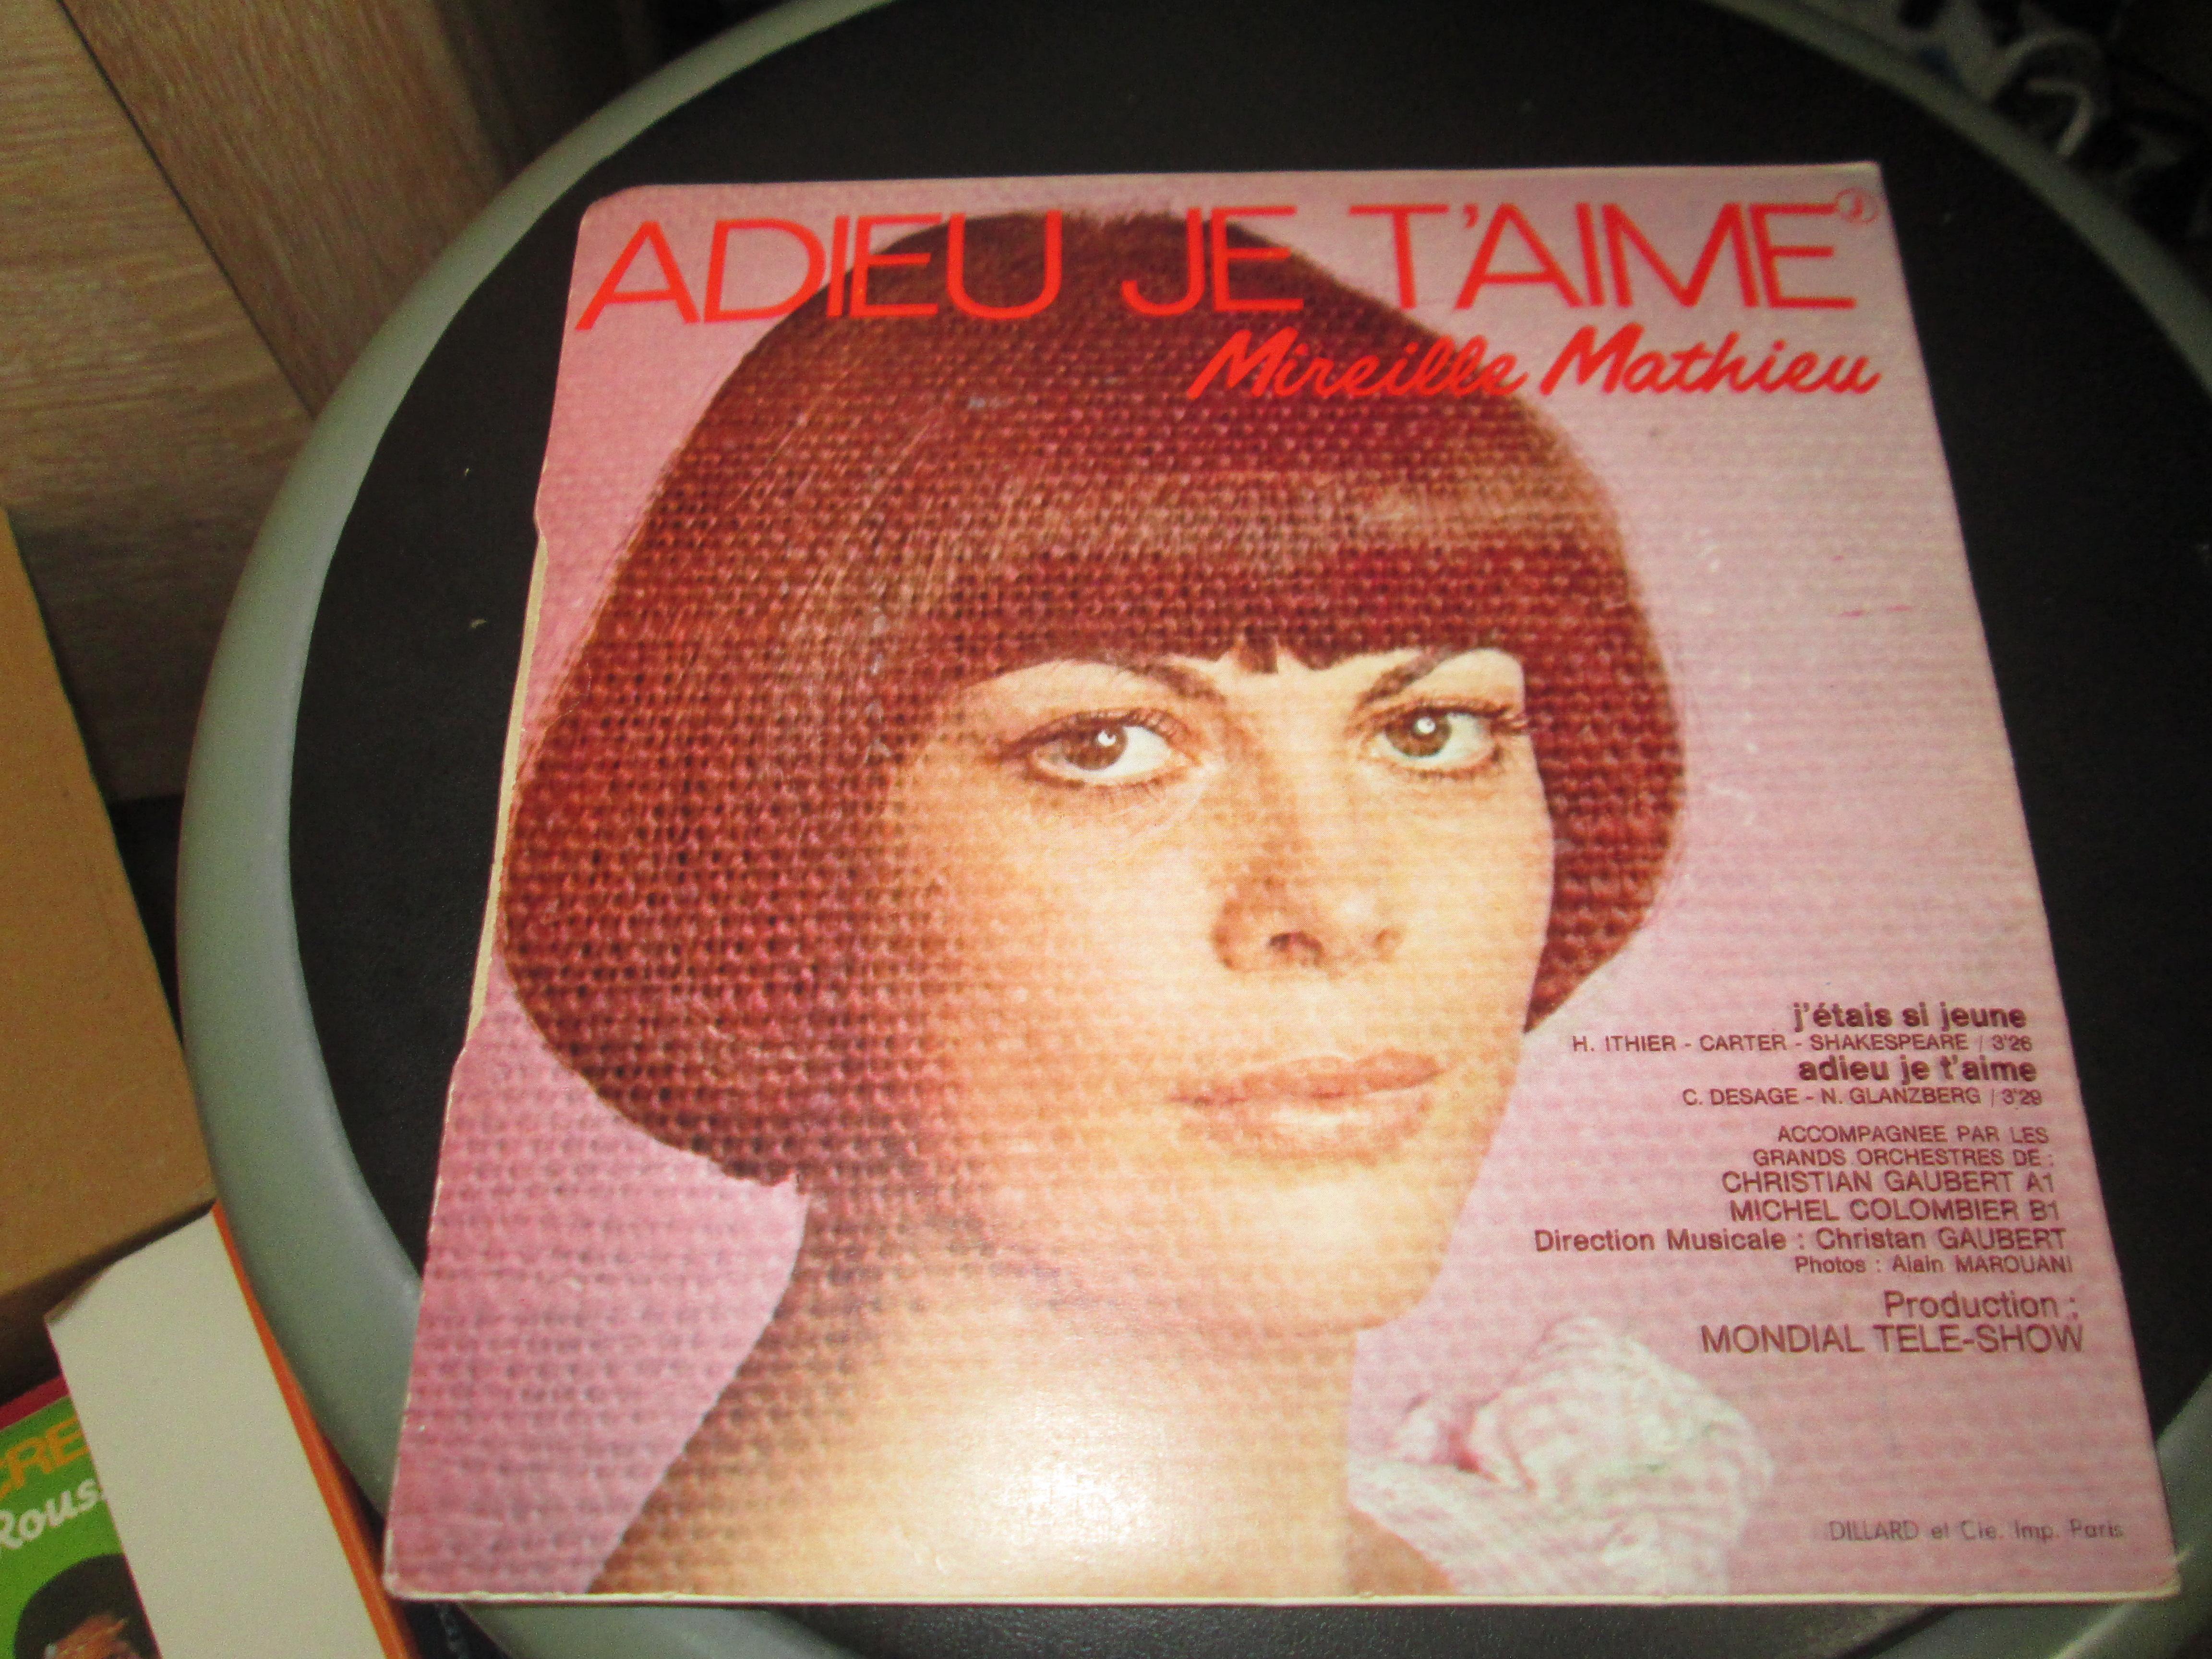 ADIEU JE T'AIME
Mireille Mathieu
j'étais si jeune
H. ITHIER - CARTER - SHAKESPEARE / 3'26
adieu je t'aime
C. DESAGE - N. GLANZBERG / 3'29
ACCOMPAGNEE PAR LES
GRANDS ORCHESTRES DE :
CHRISTIAN GAUBERT A1
MICHEL COLOMBIER B1
Direction Musicale : Christan GAUBERT
Photos : Alain MAROUANI
Production :
MONDIAL TELE-SHOW
DILLARD et Cie. Imp. Paris
CRE
Rous